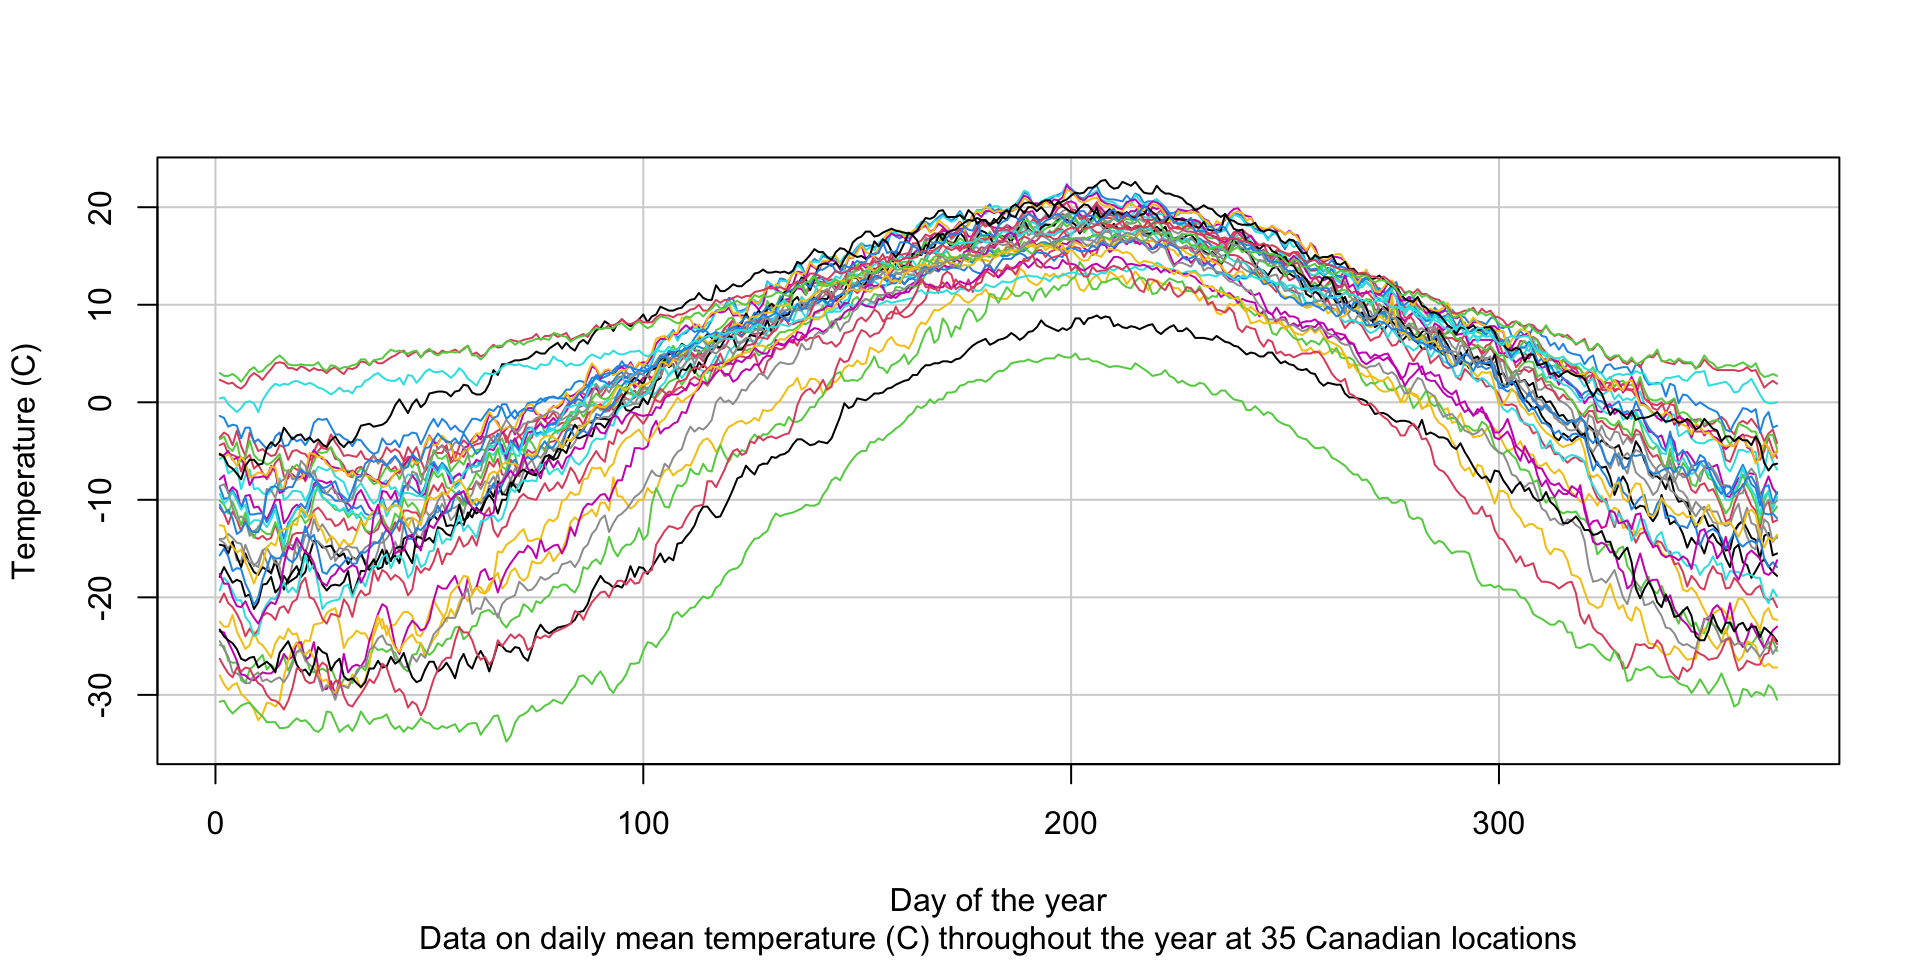 Temperature (C)
20
10
0
-10
-20
-30
0 100 200 300
Day of the year
Data on daily mean temperature (C) throughout the year at 35 Canadian locations